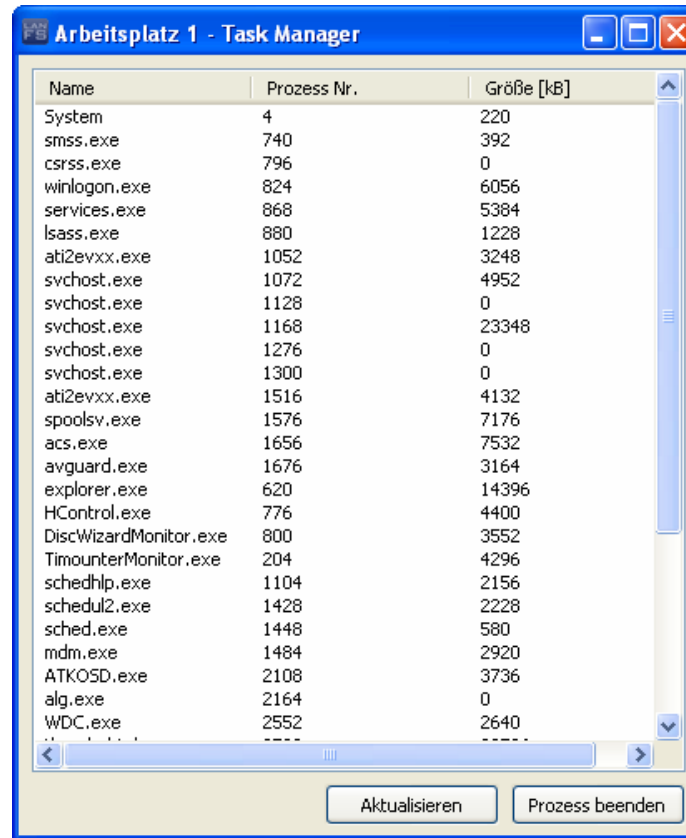 LAN
FS Arbeitsplatz 1 - Task Manager
Name Prozess Nr. Größe [kB]
System 4 220
smss.exe 740 392
csrss.exe 796 0
winlogon.exe 824 6056
services.exe 868 5384
lsass.exe 880 1228
ati2evxx.exe 1052 3248
svchost.exe 1072 4952
svchost.exe 1128 0
svchost.exe 1168 23348
svchost.exe 1276 0
svchost.exe 1300 0
ati2evxx.exe 1516 4132
spoolsv.exe 1576 7176
acs.exe 1656 7532
avguard.exe 1676 3164
explorer.exe 620 14396
HControl.exe 776 4400
DiscWizardMonitor.exe 800 3552
TimounterMonitor.exe 204 4296
schedhlp.exe 1104 2156
schedul2.exe 1428 2228
sched.exe 1448 580
mdm.exe 1484 2920
ATKOSD.exe 2108 3736
alg.exe 2164 0
WDC.exe 2552 2640
Aktualisieren Prozess beenden